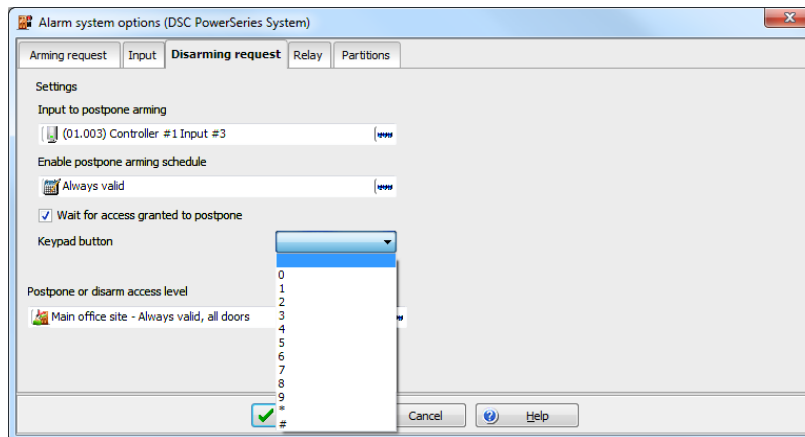 Alarm system options (DSC PowerSeries System)
Arming request Input Disarming request Relay Partitions
Settings
Input to postpone arming
(01.003) Controller #1 Input #3
Enable postpone arming schedule
Always valid
Wait for access granted to postpone
Keypad button
0
1
2
Postpone or disarm access level
3
Main office site - Always valid, all doors
4
5
6
7
8
9
*
#
Cancel Help